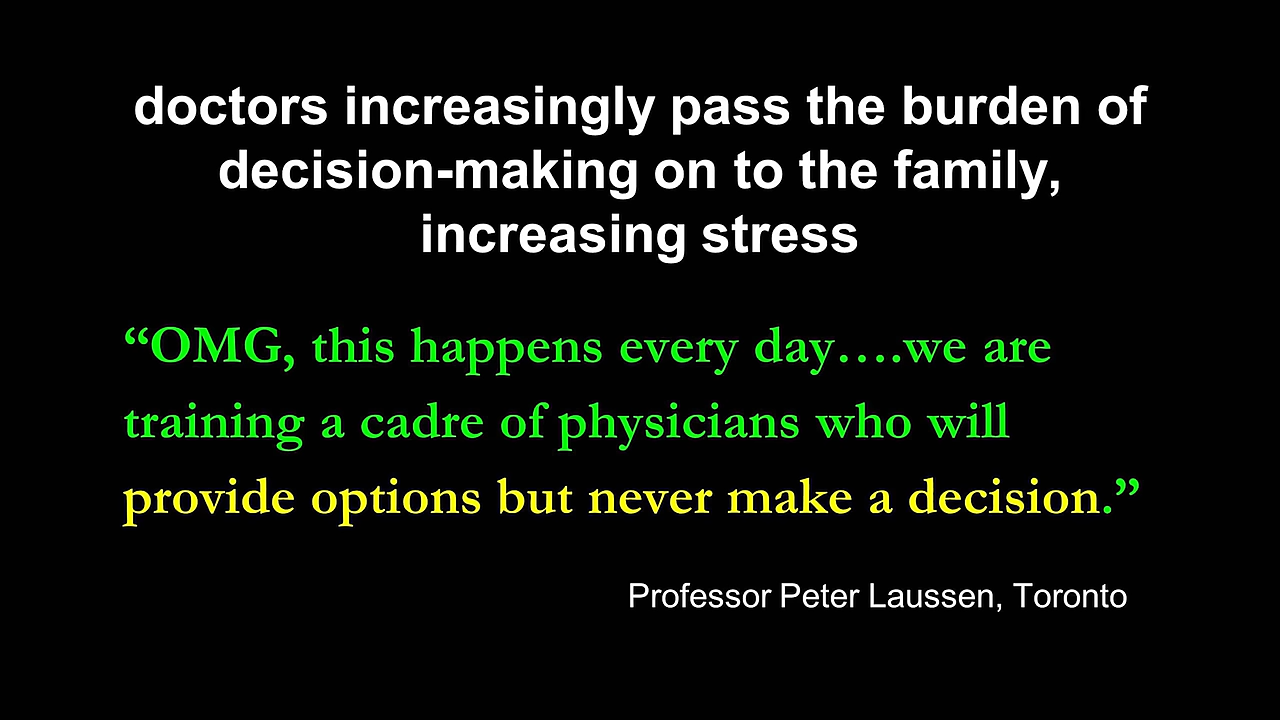 doctors increasingly pass the burden of
decision-making on to the family,
increasing stress
“OMG, this happens every day….we are
training a cadre of physicians who will
provide options but never make a decision.”
Professor Peter Laussen, Toronto